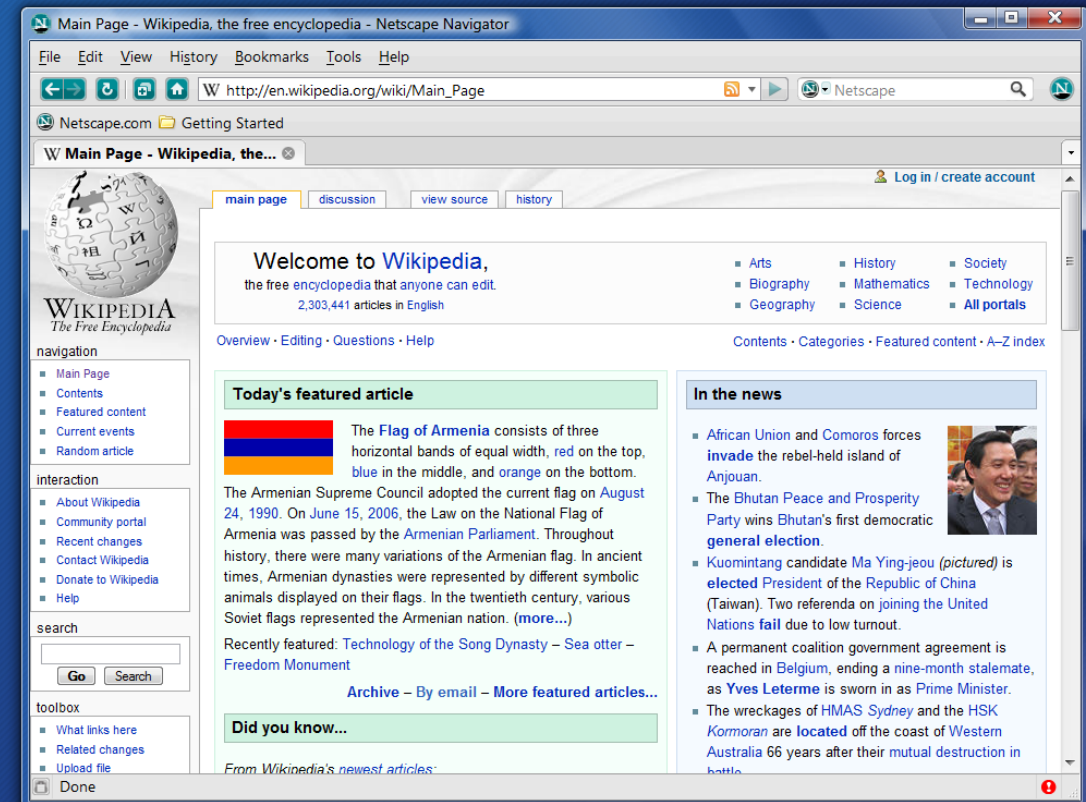 Main Page - Wikipedia, the free encyclopedia - Netscape Navigator
File Edit View History Bookmarks Tools Help
W http://en.wikipedia.org/wiki/Main_Page
N Netscape N
N Netscape.com Getting Started
W Main Page - Wikipedia, the...
Log in / create account
main page discussion view source history
Ω W И 祖
WIKIPEDIA
The Free Encyclopedia
navigation
Main Page
Contents
Featured content
Current events
Random article
interaction
About Wikipedia
Community portal
Recent changes
Contact Wikipedia
Donate to Wikipedia
Help
search
Go Search
toolbox
What links here
Related changes
Upload file
Welcome to Wikipedia,
the free encyclopedia that anyone can edit.
2,303,441 articles in English
Arts History Society
Biography Mathematics Technology
Geography Science All portals
Overview · Editing · Questions · Help
Contents · Categories · Featured content · A–Z index
Today's featured article
The Flag of Armenia consists of three
horizontal bands of equal width, red on the top,
blue in the middle, and orange on the bottom.
The Armenian Supreme Council adopted the current flag on August
24, 1990. On June 15, 2006, the Law on the National Flag of
Armenia was passed by the Armenian Parliament. Throughout
history, there were many variations of the Armenian flag. In ancient
times, Armenian dynasties were represented by different symbolic
animals displayed on their flags. In the twentieth century, various
Soviet flags represented the Armenian nation. (more...)
Recently featured: Technology of the Song Dynasty – Sea otter –
Freedom Monument
Archive – By email – More featured articles...
Did you know...
From Wikipedia's newest articles:
In the news
African Union and Comoros forces
invade the rebel-held island of
Anjouan.
The Bhutan Peace and Prosperity
Party wins Bhutan's first democratic
general election.
Kuomintang candidate Ma Ying-jeou (pictured) is
elected President of the Republic of China
(Taiwan). Two referenda on joining the United
Nations fail due to low turnout.
A permanent coalition government agreement is
reached in Belgium, ending a nine-month stalemate,
as Yves Leterme is sworn in as Prime Minister.
The wreckages of HMAS Sydney and the HSK
Kormoran are located off the coast of Western
Australia 66 years after their mutual destruction in
battle
Done